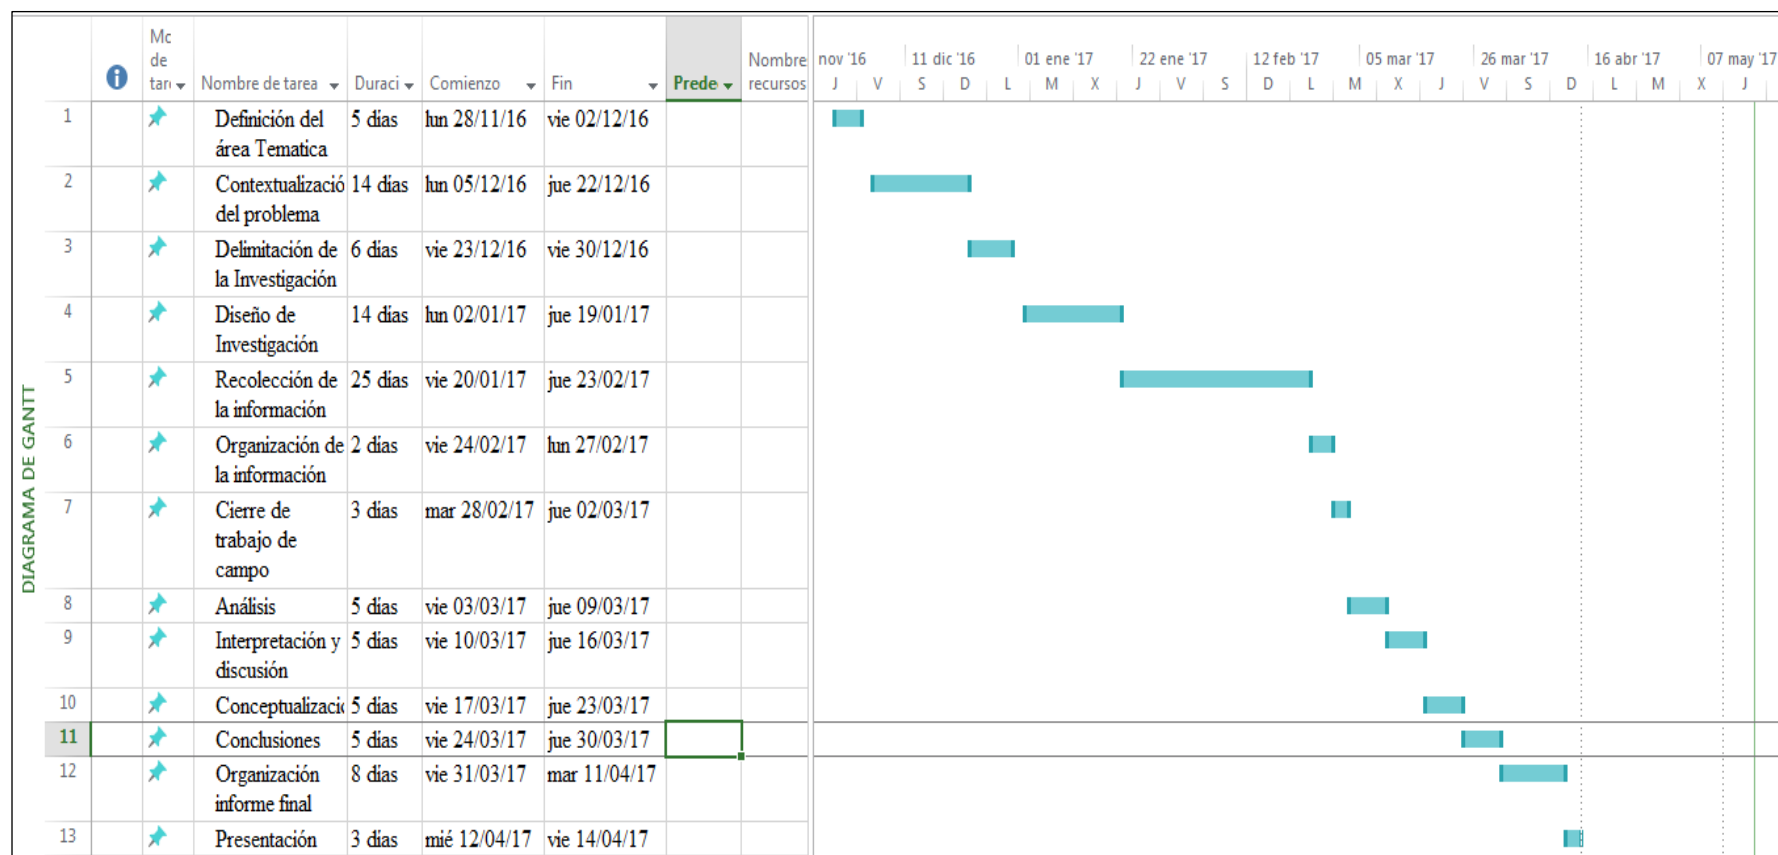 DIAGRAMA DE GANTT
Mc
de
tare
Nombre de tarea
Duraci
Comienzo
Fin
Prede
Nombre
recursos
nov '16
11 dic '16
01 ene '17
22 ene '17
12 feb '17
05 mar '17
26 mar '17
16 abr '17
07 may '17
J V S D L M X J V S D L M X J V S D L M X J
1 Definición del 5 días lun 28/11/16 vie 02/12/16
área Tematica
2 Contextualizació 14 días lun 05/12/16 jue 22/12/16
del problema
3 Delimitación de 6 días vie 23/12/16 vie 30/12/16
la Investigación
4 Diseño de 14 días lun 02/01/17 jue 19/01/17
Investigación
5 Recolección de 25 días vie 20/01/17 jue 23/02/17
la información
6 Organización de 2 días vie 24/02/17 lun 27/02/17
la información
7 Cierre de 3 días mar 28/02/17 jue 02/03/17
trabajo de
campo
8 Análisis 5 días vie 03/03/17 jue 09/03/17
9 Interpretación y 5 días vie 10/03/17 jue 16/03/17
discusión
10 Conceptualizaci 5 días vie 17/03/17 jue 23/03/17
11 Conclusiones 5 días vie 24/03/17 jue 30/03/17
12 Organización 8 días vie 31/03/17 mar 11/04/17
informe final
13 Presentación 3 días mié 12/04/17 vie 14/04/17